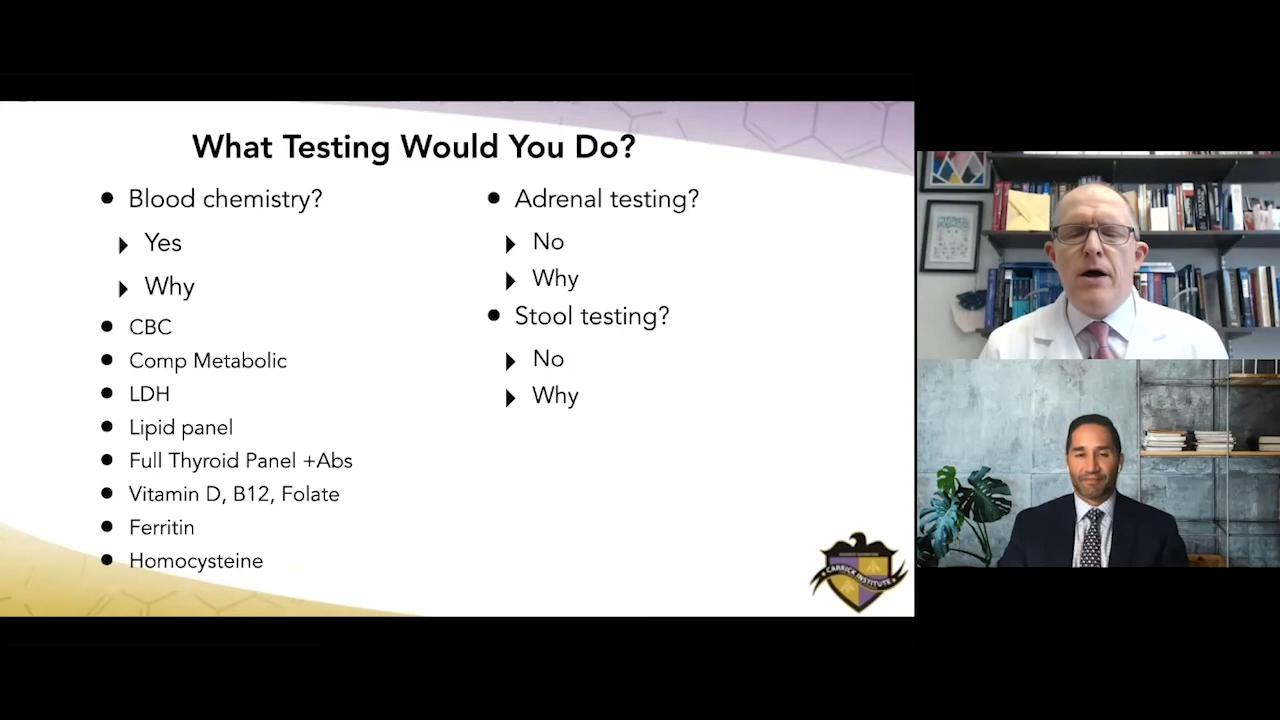 What Testing Would You Do?
Blood chemistry?
Yes
Why
CBC
Comp Metabolic
LDH
Lipid panel
Full Thyroid Panel +Abs
Vitamin D, B12, Folate
Ferritin
Homocysteine
Adrenal testing?
No
Why
Stool testing?
No
Why
CARRICK INSTITUTE